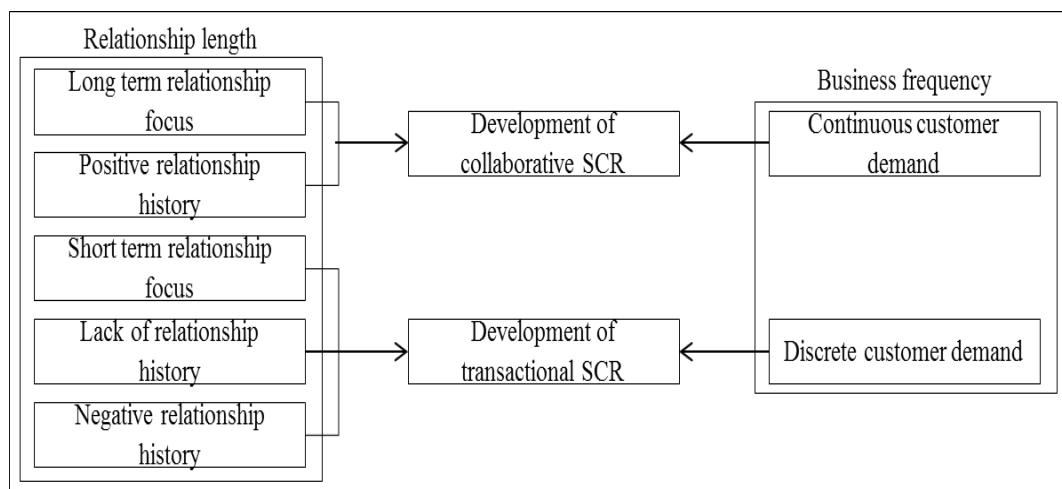 Relationship length
Long term relationship
focus
Positive relationship
history
Short term relationship
focus
Lack of relationship
history
Negative relationship
history
Development of
collaborative SCR
Development of
transactional SCR
Business frequency
Continuous customer
demand
Discrete customer demand